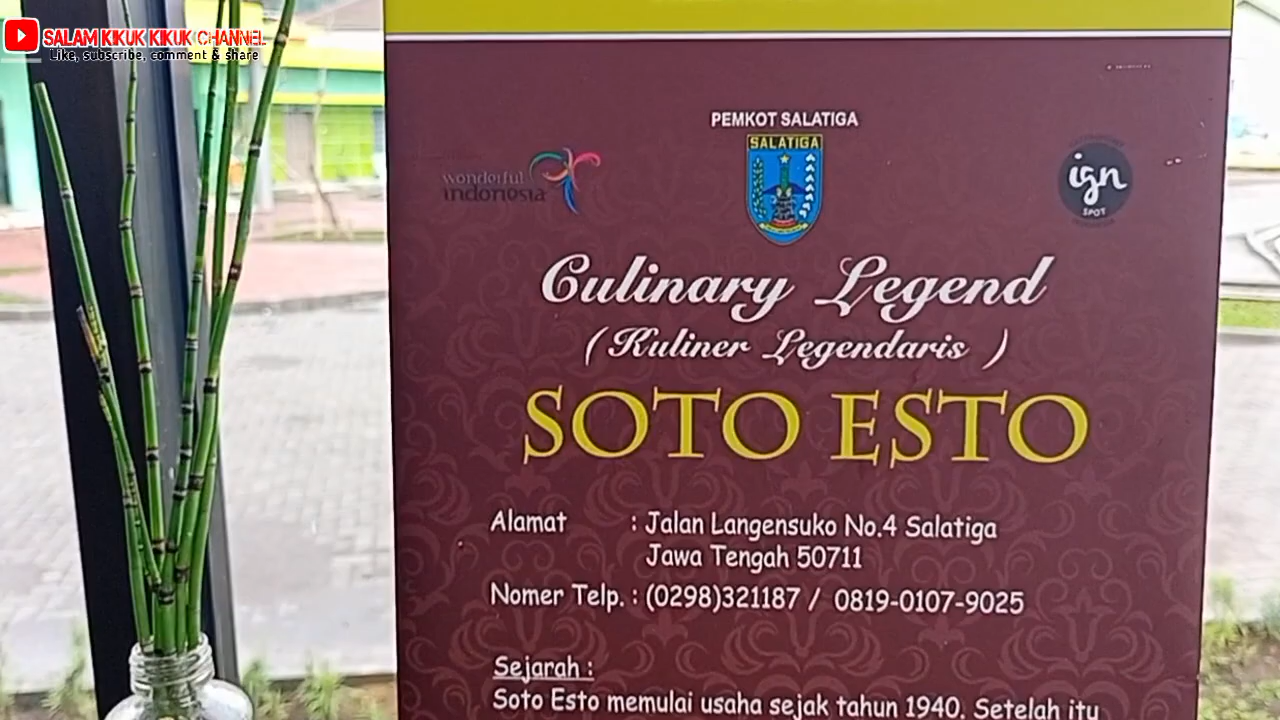 SALAM KIKUK KIKUK CHANNEL
Like, subscribe, comment & share
PEMKOT SALATIGA
SALATIGA
wonderful
indonesia
ign
SPOT
Culinary Legend
(Kuliner Legendaris )
SOTO ESTO
Alamat : Jalan Langensuko No.4 Salatiga
Jawa Tengah 50711
Nomer Telp. : (0298)321187 / 0819-0107-9025
Sejarah :
Soto Esto memulai usaha sejak tahun 1940. Setelah itu